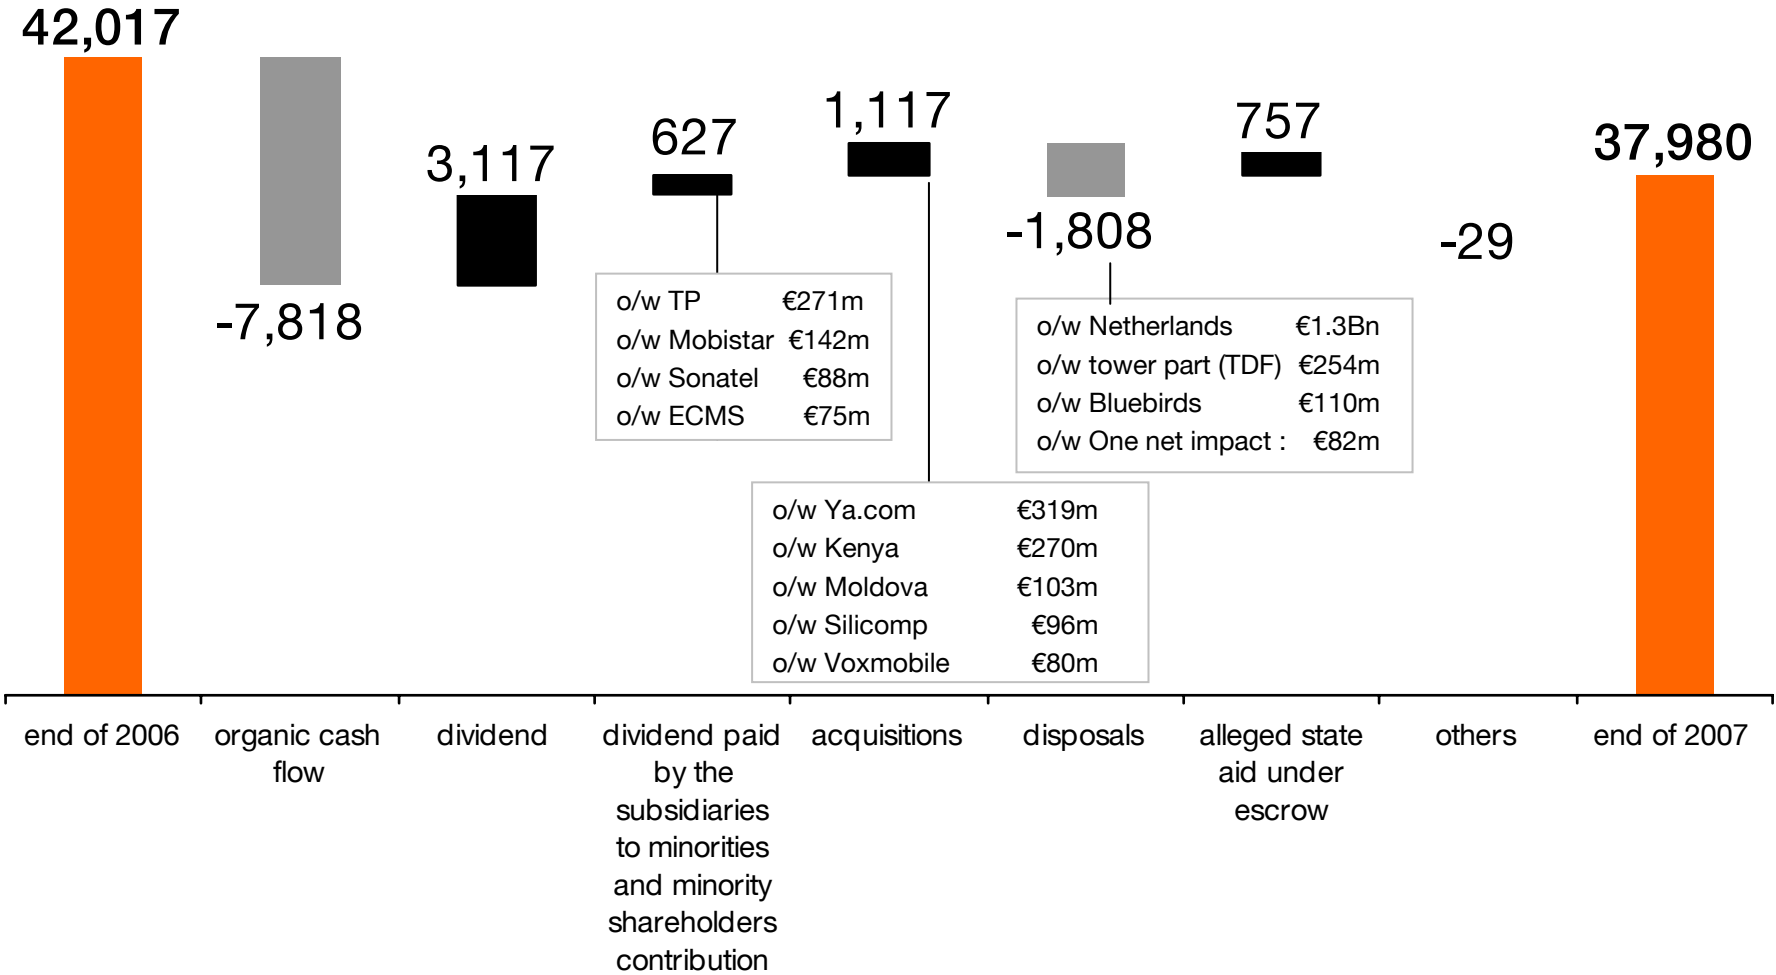 42,017
-7,818
3,117
627
1,117
-1,808
757
-29
37,980
o/w TP €271m
o/w Mobistar €142m
o/w Sonatel €88m
o/w ECMS €75m
o/w Netherlands €1.3Bn
o/w tower part (TDF) €254m
o/w Bluebirds €110m
o/w One net impact : €82m
o/w Ya.com €319m
o/w Kenya €270m
o/w Moldova €103m
o/w Silicomp €96m
o/w Voxmobile €80m
end of 2006
organic cash
flow
dividend
dividend paid
by the
subsidiaries
to minorities
and minority
shareholders
contribution
acquisitions
disposals
alleged state
aid under
escrow
others
end of 2007